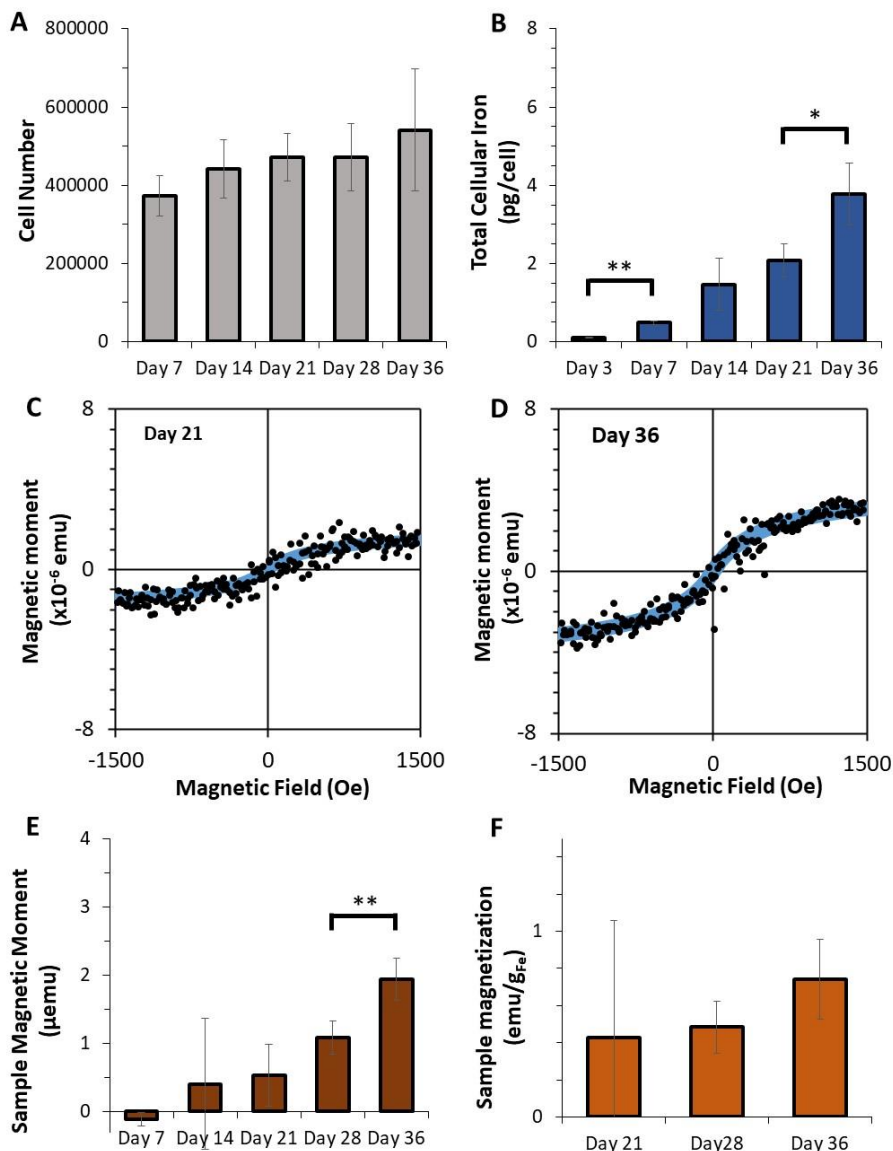 A
800000
600000
400000
200000
0
Cell Number
Day 7 Day 14 Day 21 Day 28 Day 36
B
8
6
4
2
0
Total Cellular Iron
(pg/cell)
**
*
Day 3 Day 7 Day 14 Day 21 Day 36
C
8
0
-8
Day 21
Magnetic moment
(x10⁻⁶ emu)
-1500 0 1500
Magnetic Field (Oe)
D
8
0
-8
Day 36
Magnetic moment
(x10⁻⁶ emu)
-1500 0 1500
Magnetic Field (Oe)
E
4
3
2
1
0
Sample Magnetic Moment
(µemu)
**
Day 7 Day 14 Day 21 Day 28 Day 36
F
1
0
Sample magnetization
(emu/gFe)
Day 21 Day28 Day 36